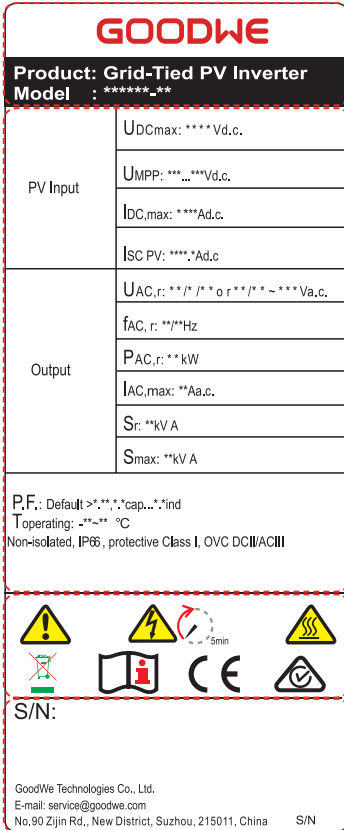 GOODWE
Product: Grid-Tied PV Inverter
Model : ******-**
PV Input
UDCmax: ****Vd.c.
UMPP: ***...***Vd.c.
IDC,max: ****Ad.c.
ISC PV: ****.*Ad.c
Output
UAC,r: **/*/**or**/**~***Va.c.
fAC, r: **/**Hz
PAC,r: **kW
IAC,max: **Aa.c.
Sr: **kV A
Smax: **kV A
P.F.: Default >*.**,*.*cap...*.*ind
Toperating: -**~** °C
Non-isolated, IP66, protective Class I, OVC DCII/ACIII
5min
i
CE
S/N:
GoodWe Technologies Co., Ltd.
E-mail: service@goodwe.com
No,90 Zijin Rd., New District, Suzhou, 215011, China S/N